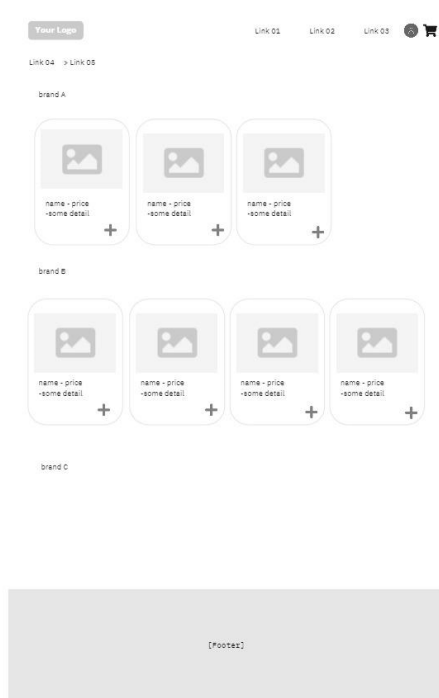 Your Logo
Link 01 Link 02 Link 03
Link 04 > Link 05
brand A
name - price
-some detail
name - price
-some detail
name - price
-some detail
brand B
name - price
-some detail
name - price
-some detail
name - price
-some detail
name - price
-some detail
brand C
[Footer]